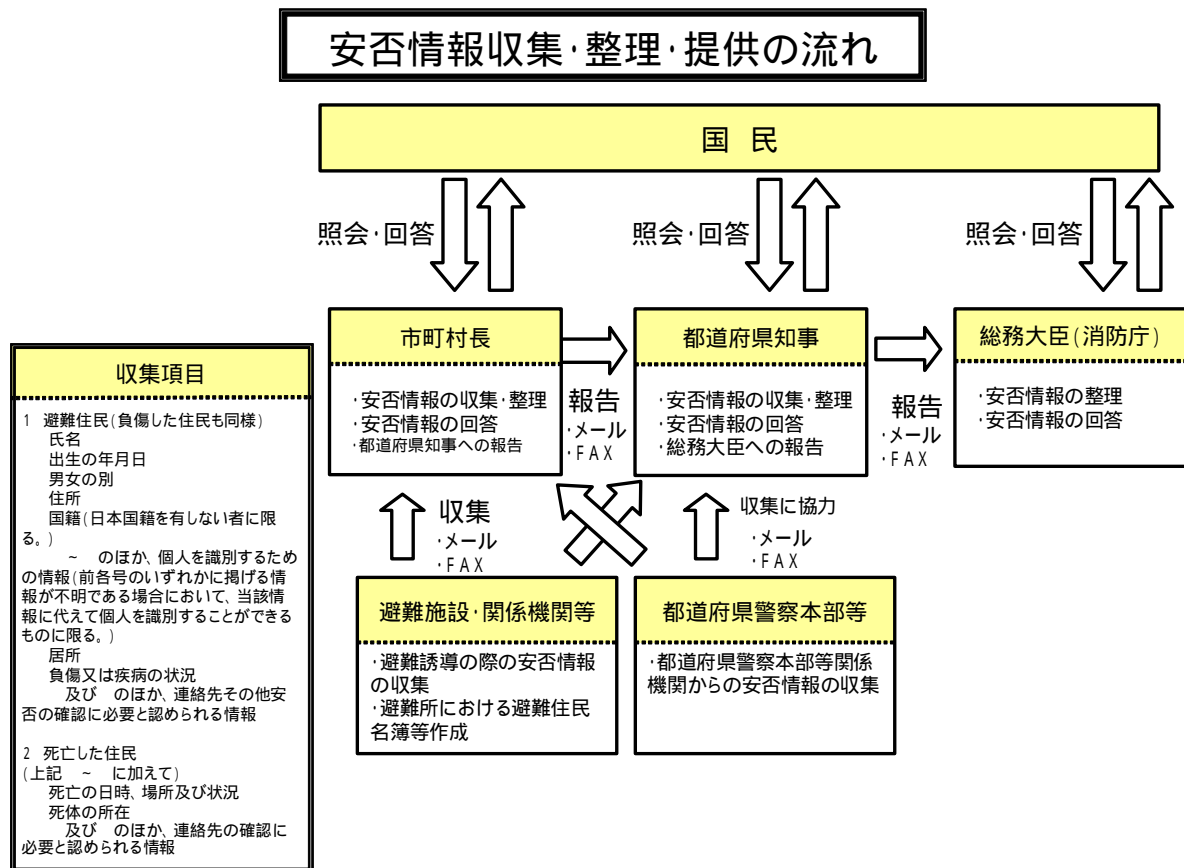 安否情報収集・整理・提供の流れ
国 民
照会・回答
照会・回答
照会・回答
市町村長
・安否情報の収集・整理
・安否情報の回答
・都道府県知事への報告
報告
・メール
・FAX
都道府県知事
・安否情報の収集・整理
・安否情報の回答
・総務大臣への報告
報告
・メール
・FAX
総務大臣(消防庁)
・安否情報の整理
・安否情報の回答
収集項目
1 避難住民(負傷した住民も同様)
氏名
出生の年月日
男女の別
住所
国籍(日本国籍を有しない者に限
る。)
~ のほか、個人を識別するため
の情報(前各号のいずれかに掲げる情
報が不明である場合において、当該情
報に代えて個人を識別することができる
ものに限る。)
居所
負傷又は疾病の状況
及び のほか、連絡先その他安
否の確認に必要と認められる情報
2 死亡した住民
(上記 ~ に加えて)
死亡の日時、場所及び状況
死体の所在
及び のほか、連絡先の確認に
必要と認められる情報
収集
・メール
・FAX
収集に協力
・メール
・FAX
避難施設・関係機関等
・避難誘導の際の安否情報
の収集
・避難所における避難住民
名簿等作成
都道府県警察本部等
・都道府県警察本部等関係
機関からの安否情報の収集